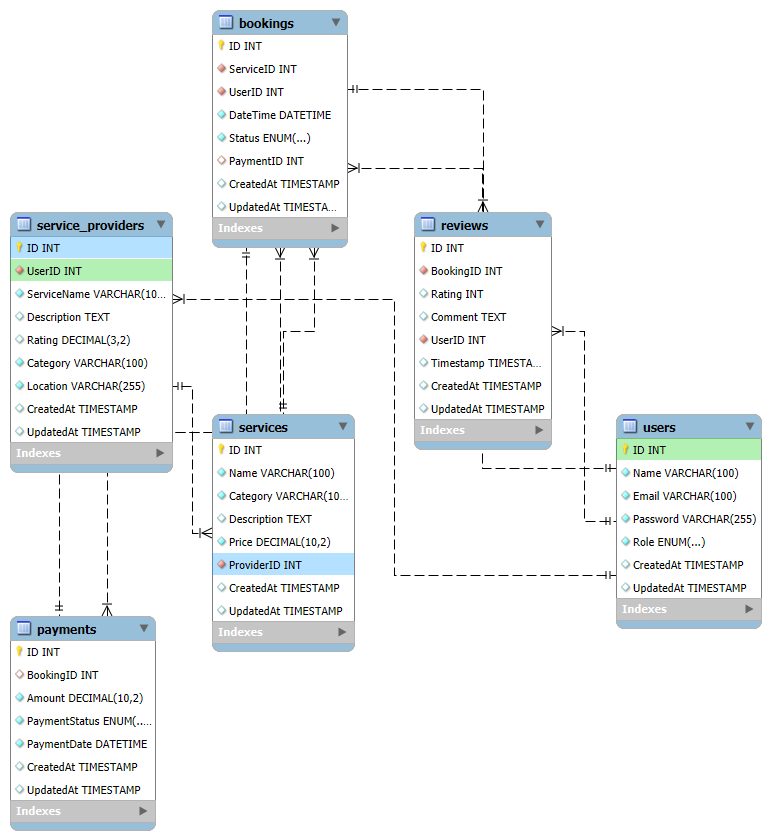 bookings
ID INT
ServiceID INT
UserID INT
DateTime DATETIME
Status ENUM(...)
PaymentID INT
CreatedAt TIMESTAMP
UpdatedAt TIMESTA...
Indexes
service_providers
ID INT
UserID INT
ServiceName VARCHAR(10...
Description TEXT
Rating DECIMAL(3,2)
Category VARCHAR(100)
Location VARCHAR(255)
CreatedAt TIMESTAMP
UpdatedAt TIMESTAMP
Indexes
reviews
ID INT
BookingID INT
Rating INT
Comment TEXT
UserID INT
Timestamp TIMESTA...
CreatedAt TIMESTAMP
UpdatedAt TIMESTAMP
Indexes
services
ID INT
Name VARCHAR(100)
Category VARCHAR(10...
Description TEXT
Price DECIMAL(10,2)
ProviderID INT
CreatedAt TIMESTAMP
UpdatedAt TIMESTAMP
Indexes
users
ID INT
Name VARCHAR(100)
Email VARCHAR(100)
Password VARCHAR(255)
Role ENUM(...)
CreatedAt TIMESTAMP
UpdatedAt TIMESTAMP
Indexes
payments
ID INT
BookingID INT
Amount DECIMAL(10,2)
PaymentStatus ENUM(...
PaymentDate DATETIME
CreatedAt TIMESTAMP
UpdatedAt TIMESTAMP
Indexes